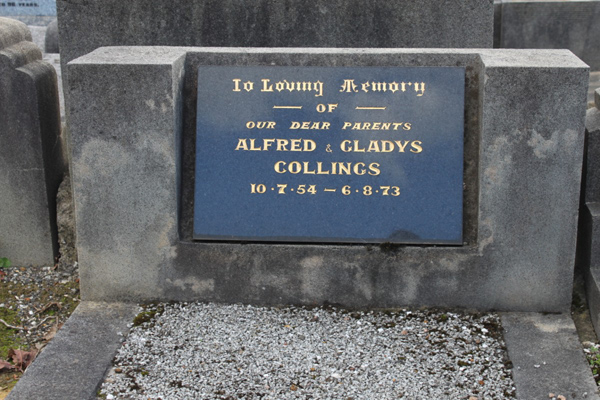 In Loving Memory
OF
OUR DEAR PARENTS
ALFRED & GLADYS
COLLINGS
10·7·54 — 6·8·73